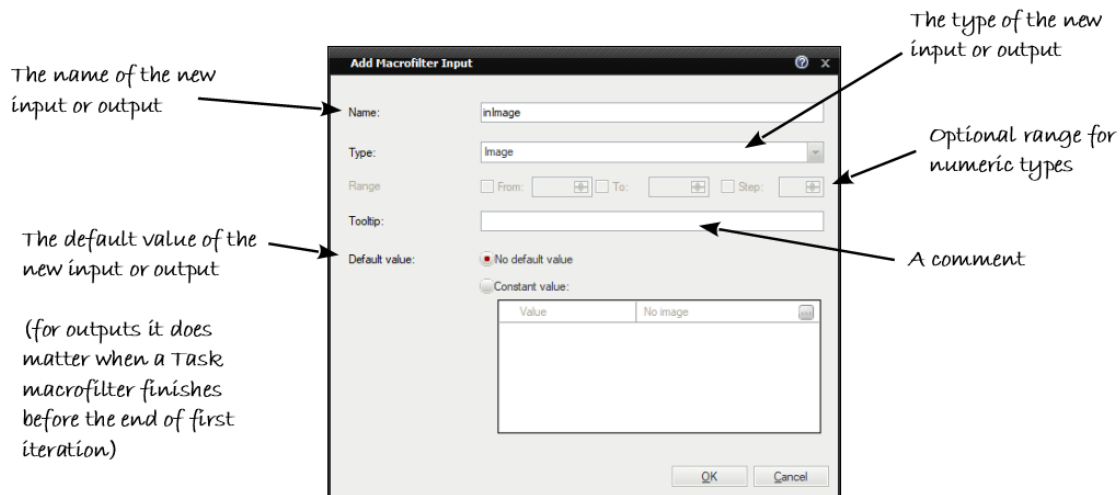 The type of the new
input or output
Add Macrofilter Input
The name of the new
input or output
Name:
inImage
Type:
Image
Optional range for
numeric types
Range
From:
To:
Step:
Tooltip:
The default value of the
new input or output
Default value:
No default value
A comment
Constant value:
Value
No image
(for outputs it does
matter when a Task
macrofilter finishes
before the end of first
iteration)
OK
Cancel